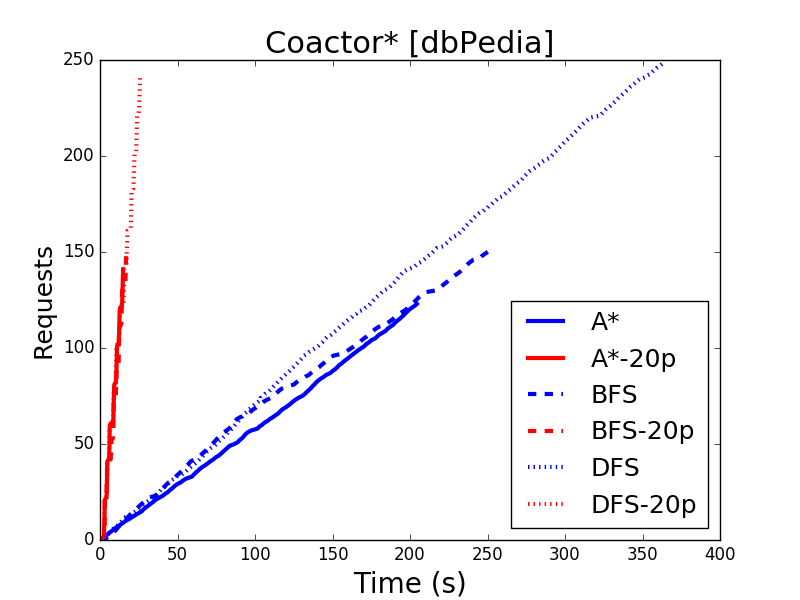 Coactor* [dbPedia]
250
200
150
100
50
0
Requests
A*
A*-20p
BFS
BFS-20p
DFS
DFS-20p
0 50 100 150 200 250 300 350 400
Time (s)